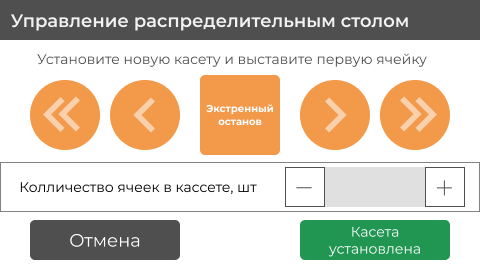 Управление распределительным столом
Установите новую касету и выставите первую ячейку
Экстренный
останов
Колличество ячеек в кассете, шт
Отмена
Касета
установлена